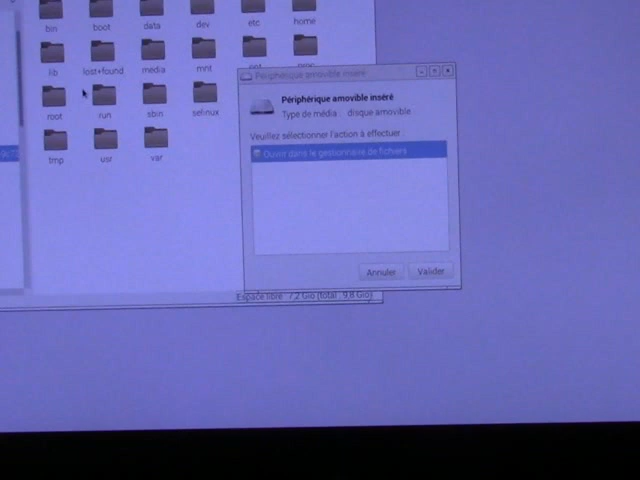 bin boot data dev etc home
lib lost+found media mnt opt proc
root run sbin selinux
tmp usr var
Périphérique amovible inséré
Périphérique amovible inséré
Type de média : disque amovible
Veuillez sélectionner l'action à effectuer
Ouvrir dans le gestionnaire de fichiers
Annuler Valider
Espace libre : 7,2 Gio (total : 9,8 Gio)